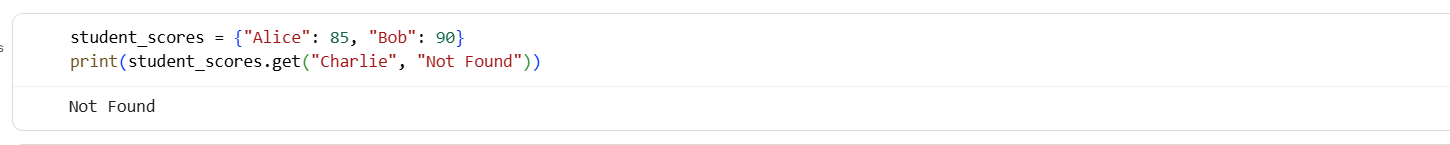 student_scores = {"Alice": 85, "Bob": 90}
print(student_scores.get("Charlie", "Not Found"))
Not Found